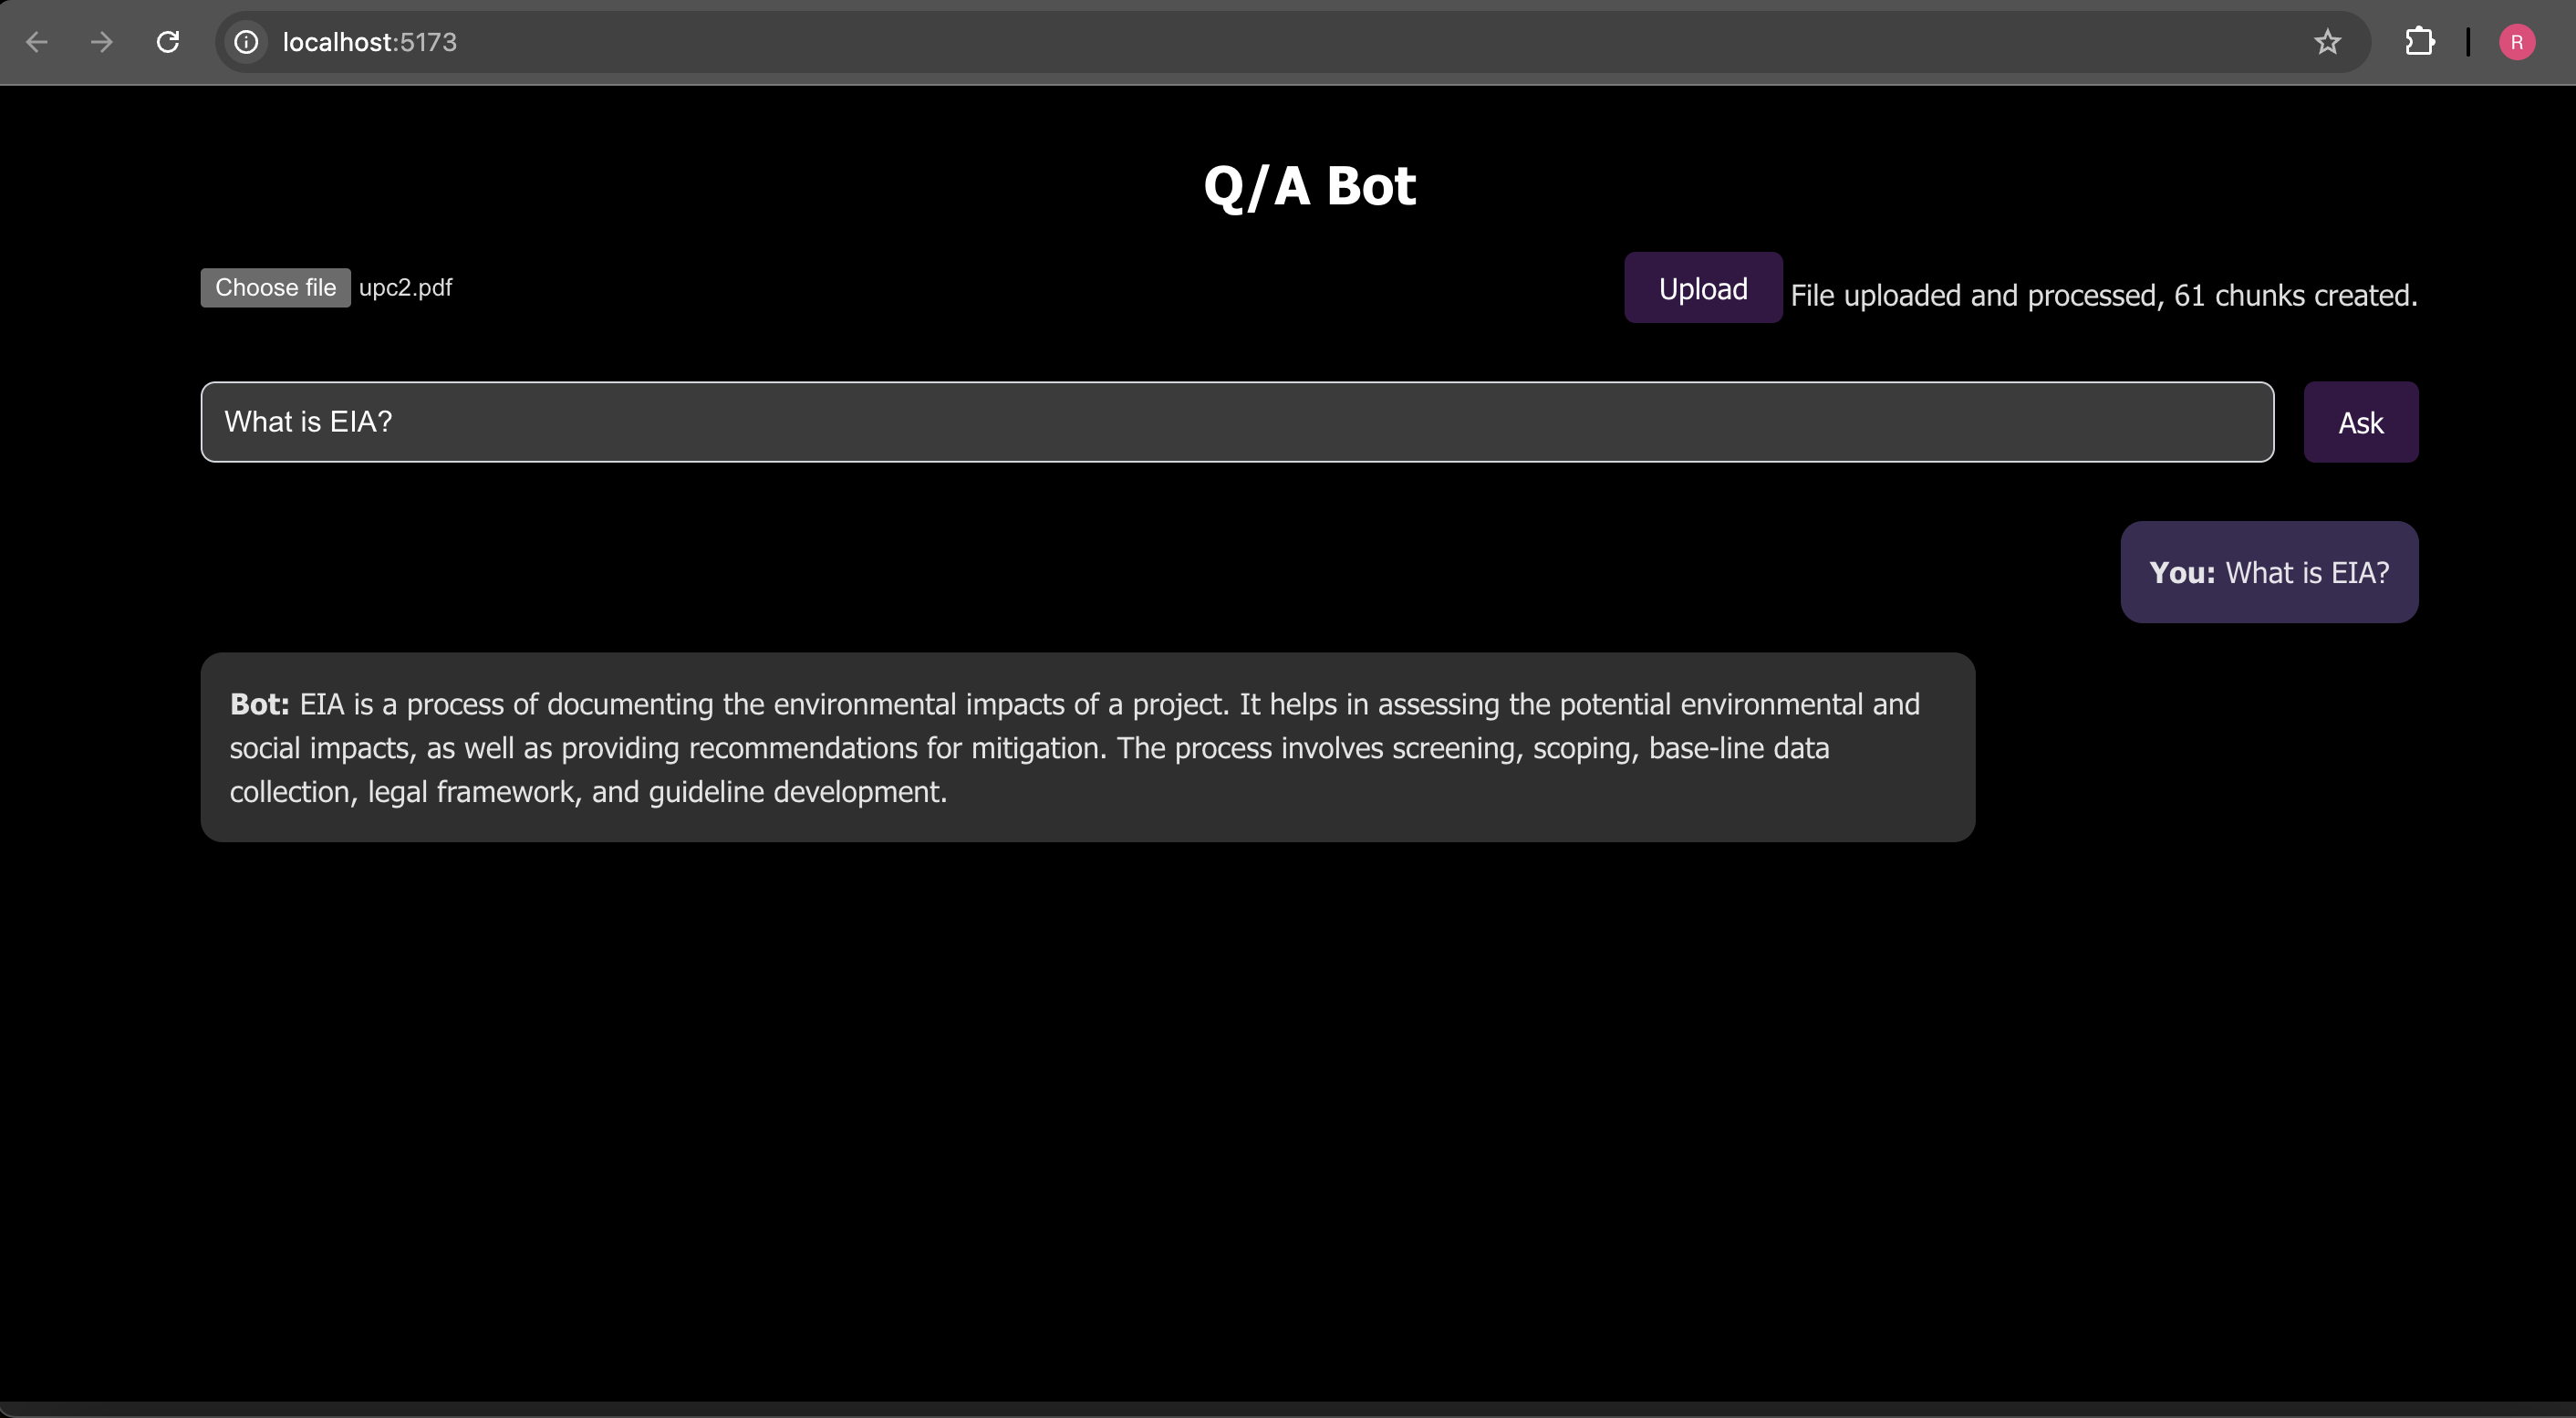 localhost:5173
R
Q/A Bot
Choose file upc2.pdf
Upload File uploaded and processed, 61 chunks created.
What is EIA?
Ask
You: What is EIA?
Bot: EIA is a process of documenting the environmental impacts of a project. It helps in assessing the potential environmental and
social impacts, as well as providing recommendations for mitigation. The process involves screening, scoping, base-line data
collection, legal framework, and guideline development.